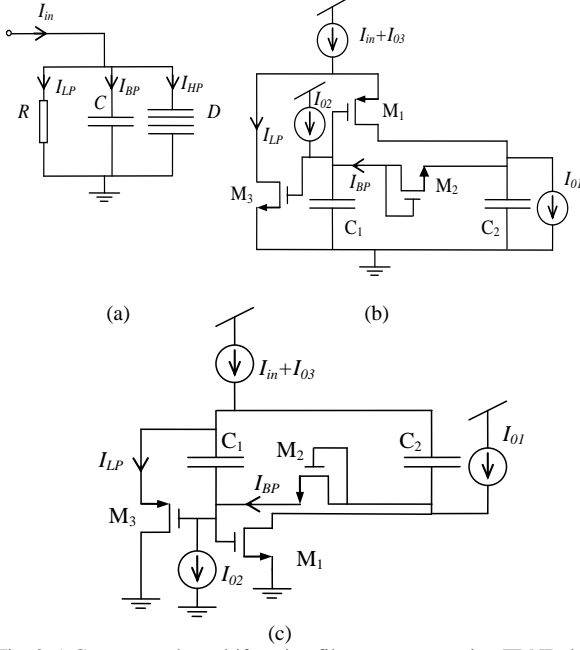 I_in
I_LP
I_BP
I_HP
R
C
D
(a)
I_in+I_03
I_02
M_1
I_LP
I_BP
M_2
M_3
C_1
C_2
I_01
(b)
I_in+I_03
C_1
M_2
C_2
I_01
I_LP
I_BP
M_3
M_1
I_02
(c)